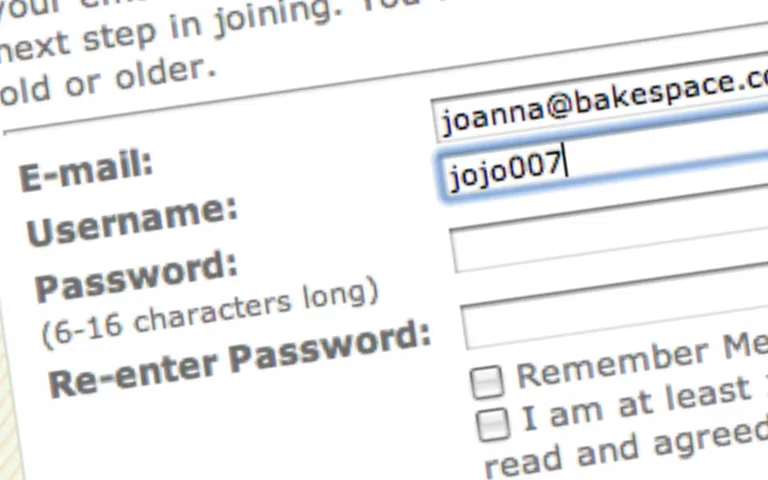 next step in joining. You
old or older.
E-mail: joanna@bakespace.co
Username: jojo007
Password:
(6-16 characters long)
Re-enter Password:
Remember Me
I am at least
read and agreed